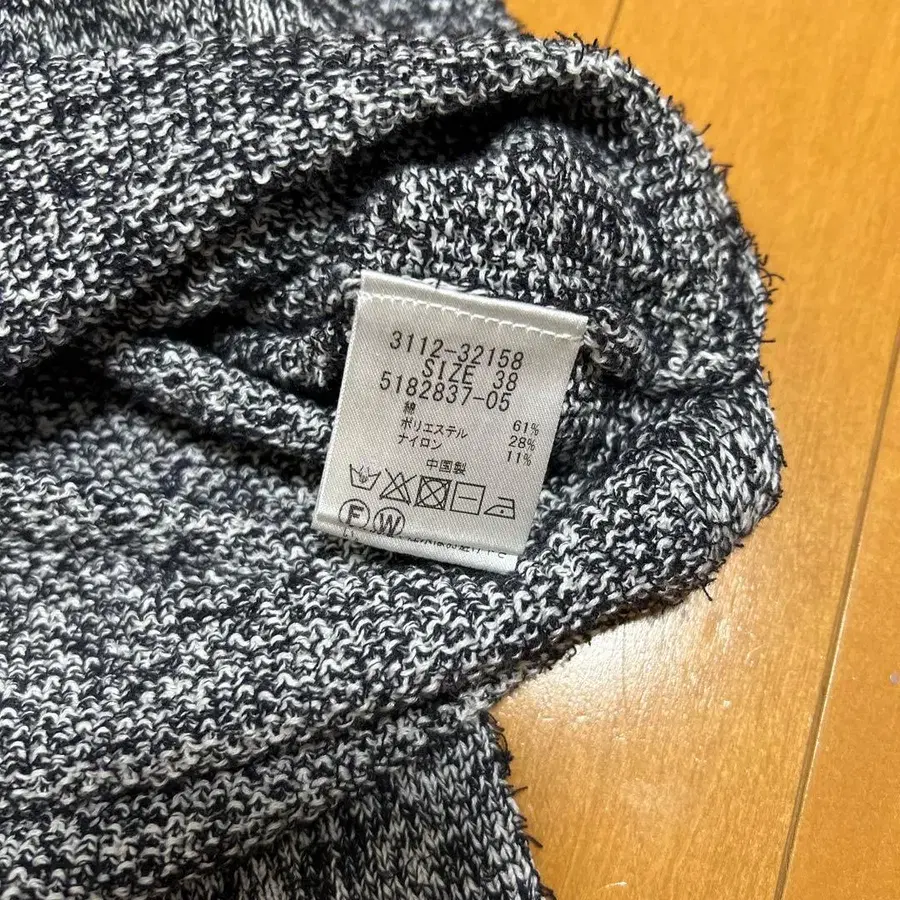 3112-32158
SIZE 38
5182837-05
綿 61%
ポリエステル 28%
ナイロン 11%
中国製
F W